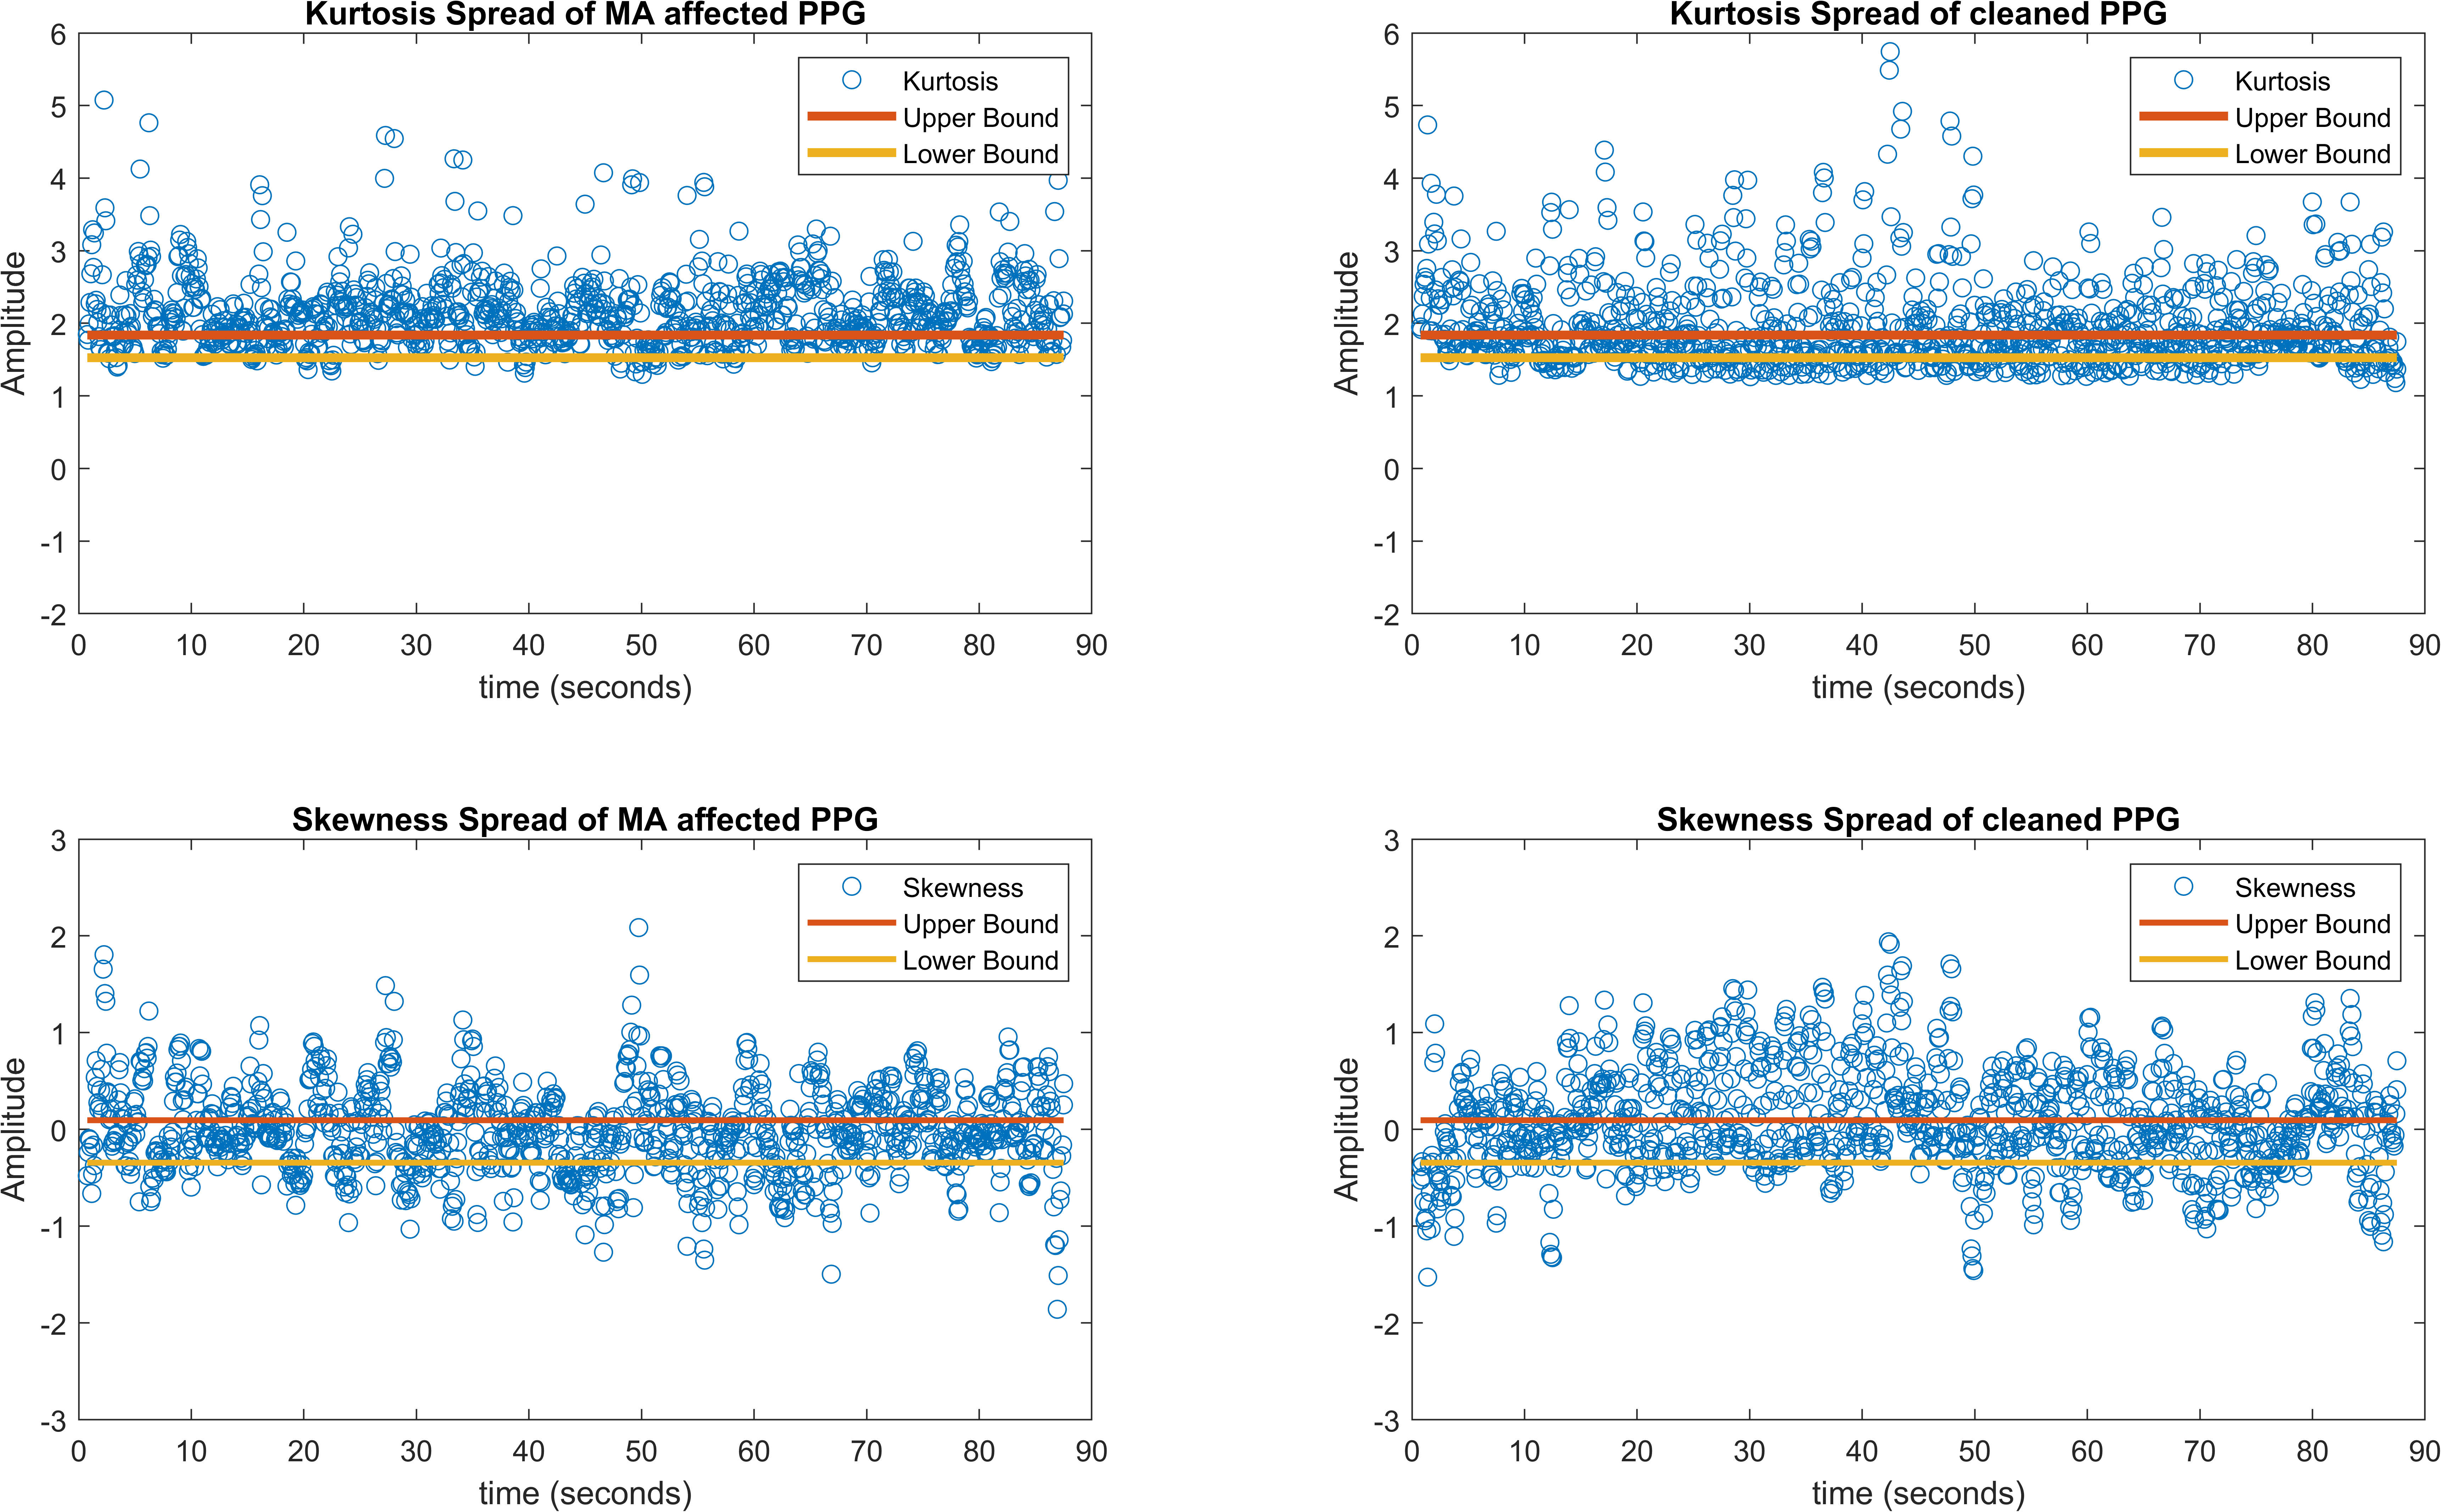 Kurtosis Spread of MA affected PPG
6
5
4
3
2
1
0
-1
-2
Amplitude
Kurtosis
Upper Bound
Lower Bound
0 10 20 30 40 50 60 70 80 90
time (seconds)
Kurtosis Spread of cleaned PPG
6
5
4
3
2
1
0
-1
-2
Amplitude
Kurtosis
Upper Bound
Lower Bound
0 10 20 30 40 50 60 70 80 90
time (seconds)
Skewness Spread of MA affected PPG
3
2
1
0
-1
-2
-3
Amplitude
Skewness
Upper Bound
Lower Bound
0 10 20 30 40 50 60 70 80 90
time (seconds)
Skewness Spread of cleaned PPG
3
2
1
0
-1
-2
-3
Amplitude
Skewness
Upper Bound
Lower Bound
0 10 20 30 40 50 60 70 80 90
time (seconds)